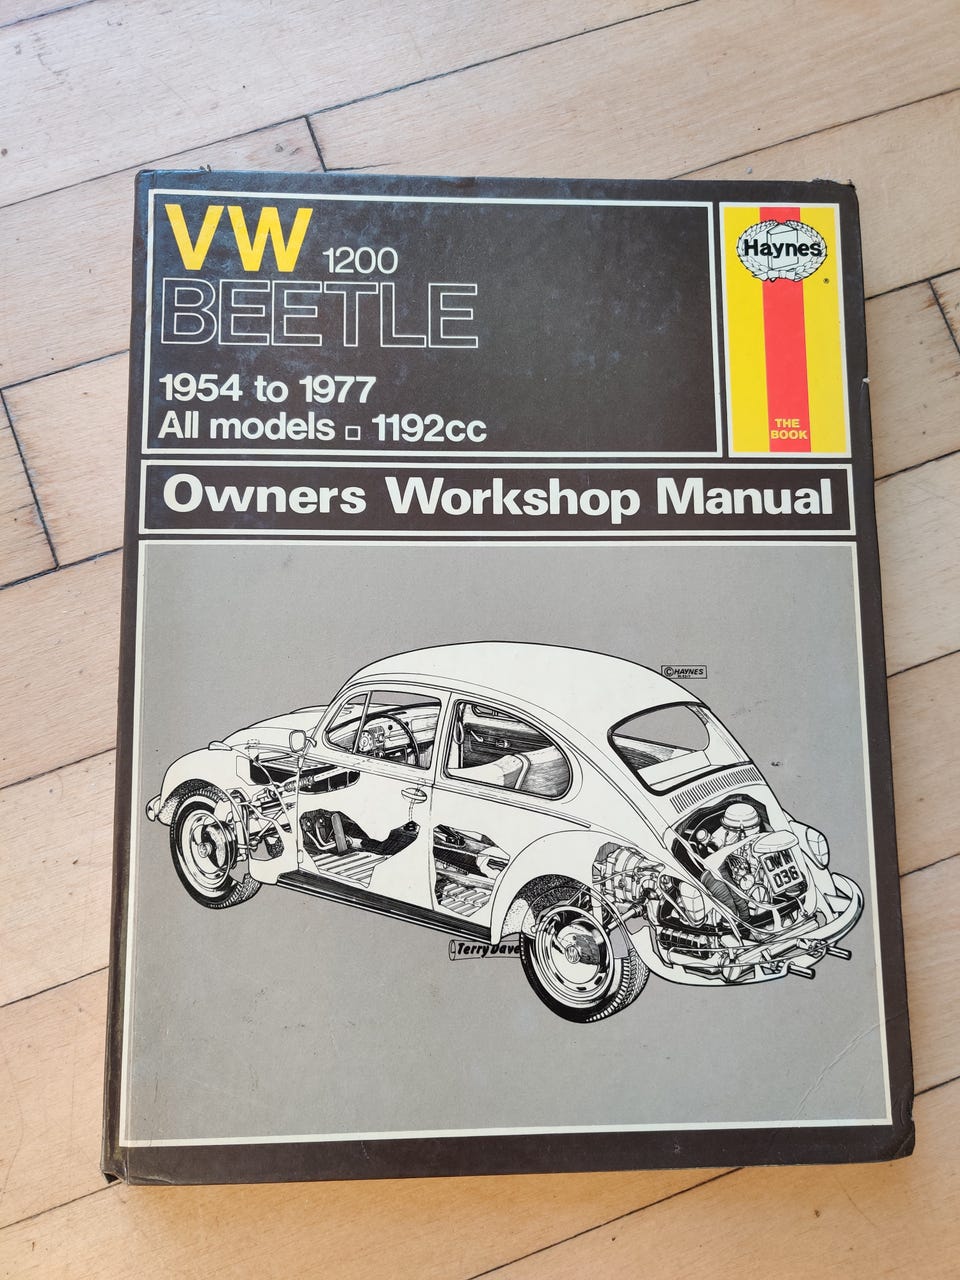 VW 1200
BEETLE
1954 to 1977
All models 1192cc
Haynes
®
THE
BOOK
Owners Workshop Manual
© HAYNES
OWN
036
Terry Dave